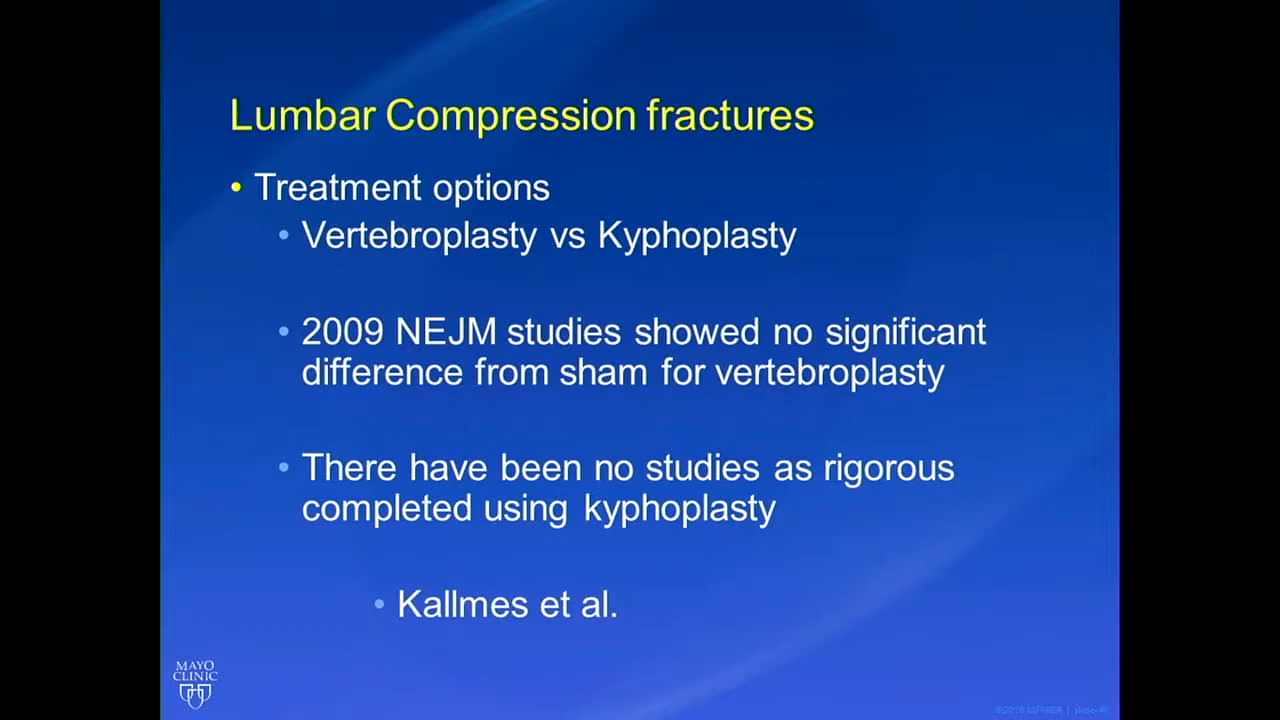 Lumbar Compression fractures
• Treatment options
• Vertebroplasty vs Kyphoplasty
• 2009 NEJM studies showed no significant
difference from sham for vertebroplasty
• There have been no studies as rigorous
completed using kyphoplasty
• Kallmes et al.
MAYO
CLINIC